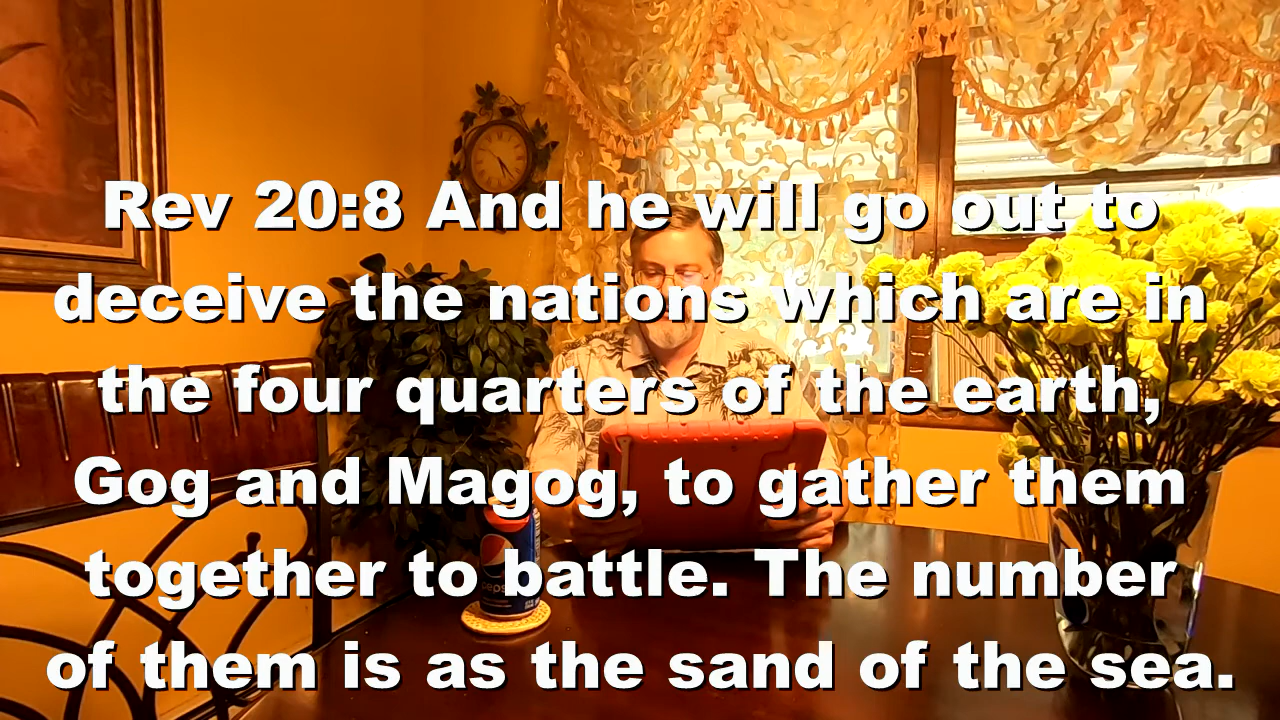 Rev 20:8 And he will go out to
deceive the nations which are in
the four quarters of the earth,
Gog and Magog, to gather them
together to battle. The number
of them is as the sand of the sea.
pepsi